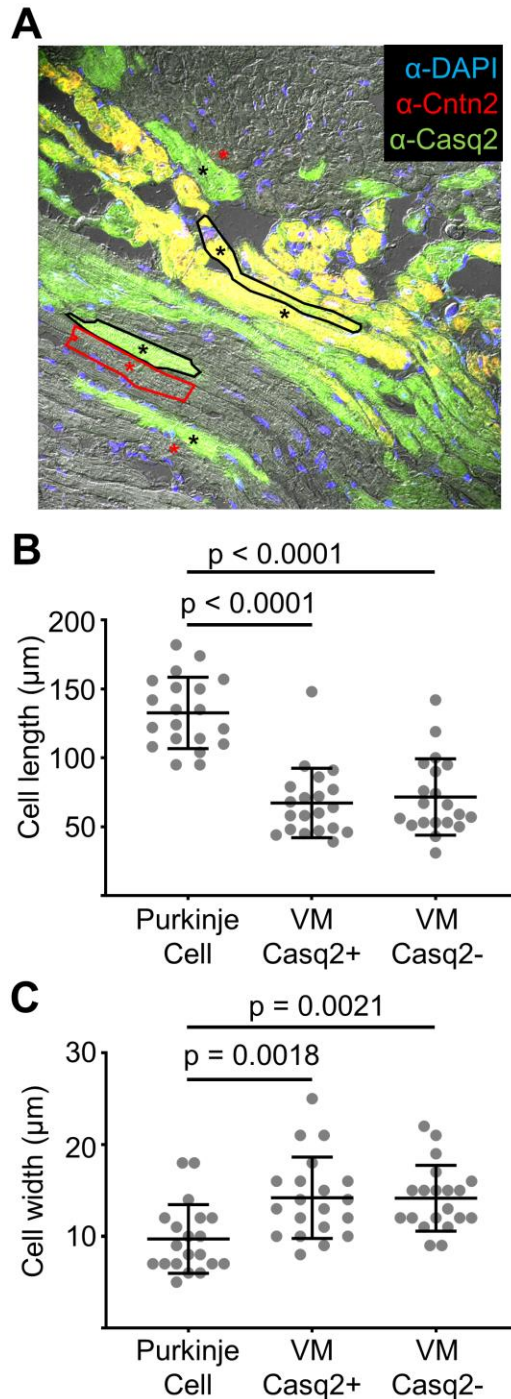 A
α-DAPI
α-Cntn2
α-Casq2
* *
*
*
*
*
*
* *
B
p < 0.0001
p < 0.0001
200
150
100
50
Cell length (µm)
Purkinje VM VM
Cell Casq2+ Casq2-
C
p = 0.0021
p = 0.0018
30
20
10
Cell width (µm)
Purkinje VM VM
Cell Casq2+ Casq2-